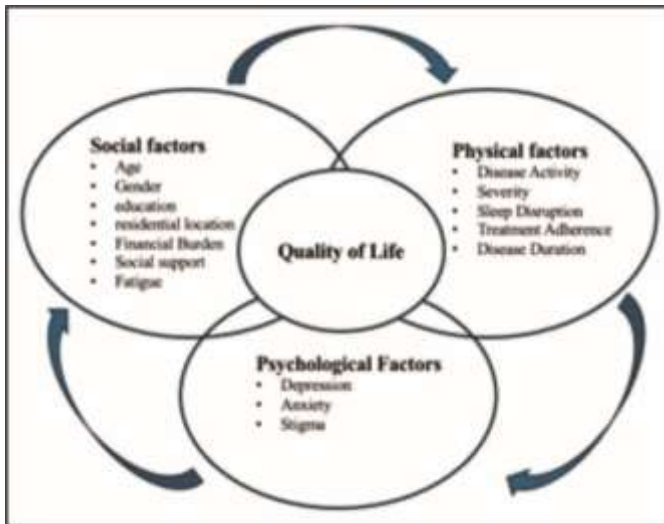 Social factors
• Age
• Gender
• education
• residential location
• Financial Burden
• Social support
• Fatigue
Physical factors
• Disease Activity
• Severity
• Sleep Disruption
• Treatment Adherence
• Disease Duration
Quality of Life
Psychological Factors
• Depression
• Anxiety
• Stigma